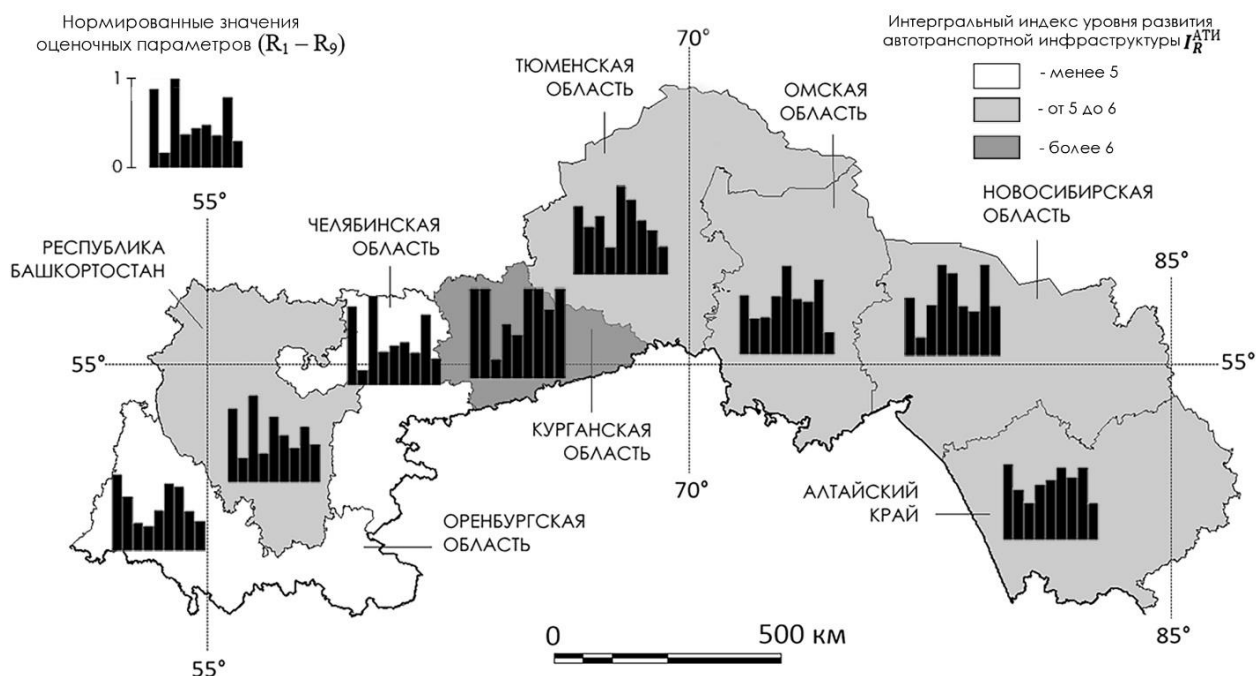 Нормированные значения
оценочных параметров (R₁ – R₉)
1
0
Интергральный индекс уровня развития
автотранспортной инфраструктуры I_R^АТИ
- менее 5
- от 5 до 6
- более 6
70°
ТЮМЕНСКАЯ
ОБЛАСТЬ
ОМСКАЯ
ОБЛАСТЬ
НОВОСИБИРСКАЯ
ОБЛАСТЬ
55°
ЧЕЛЯБИНСКАЯ
ОБЛАСТЬ
РЕСПУБЛИКА
БАШКОРТОСТАН
85°
55°
55°
КУРГАНСКАЯ
ОБЛАСТЬ
70°
АЛТАЙСКИЙ
КРАЙ
ОРЕНБУРГСКАЯ
ОБЛАСТЬ
0
500 км
85°
55°